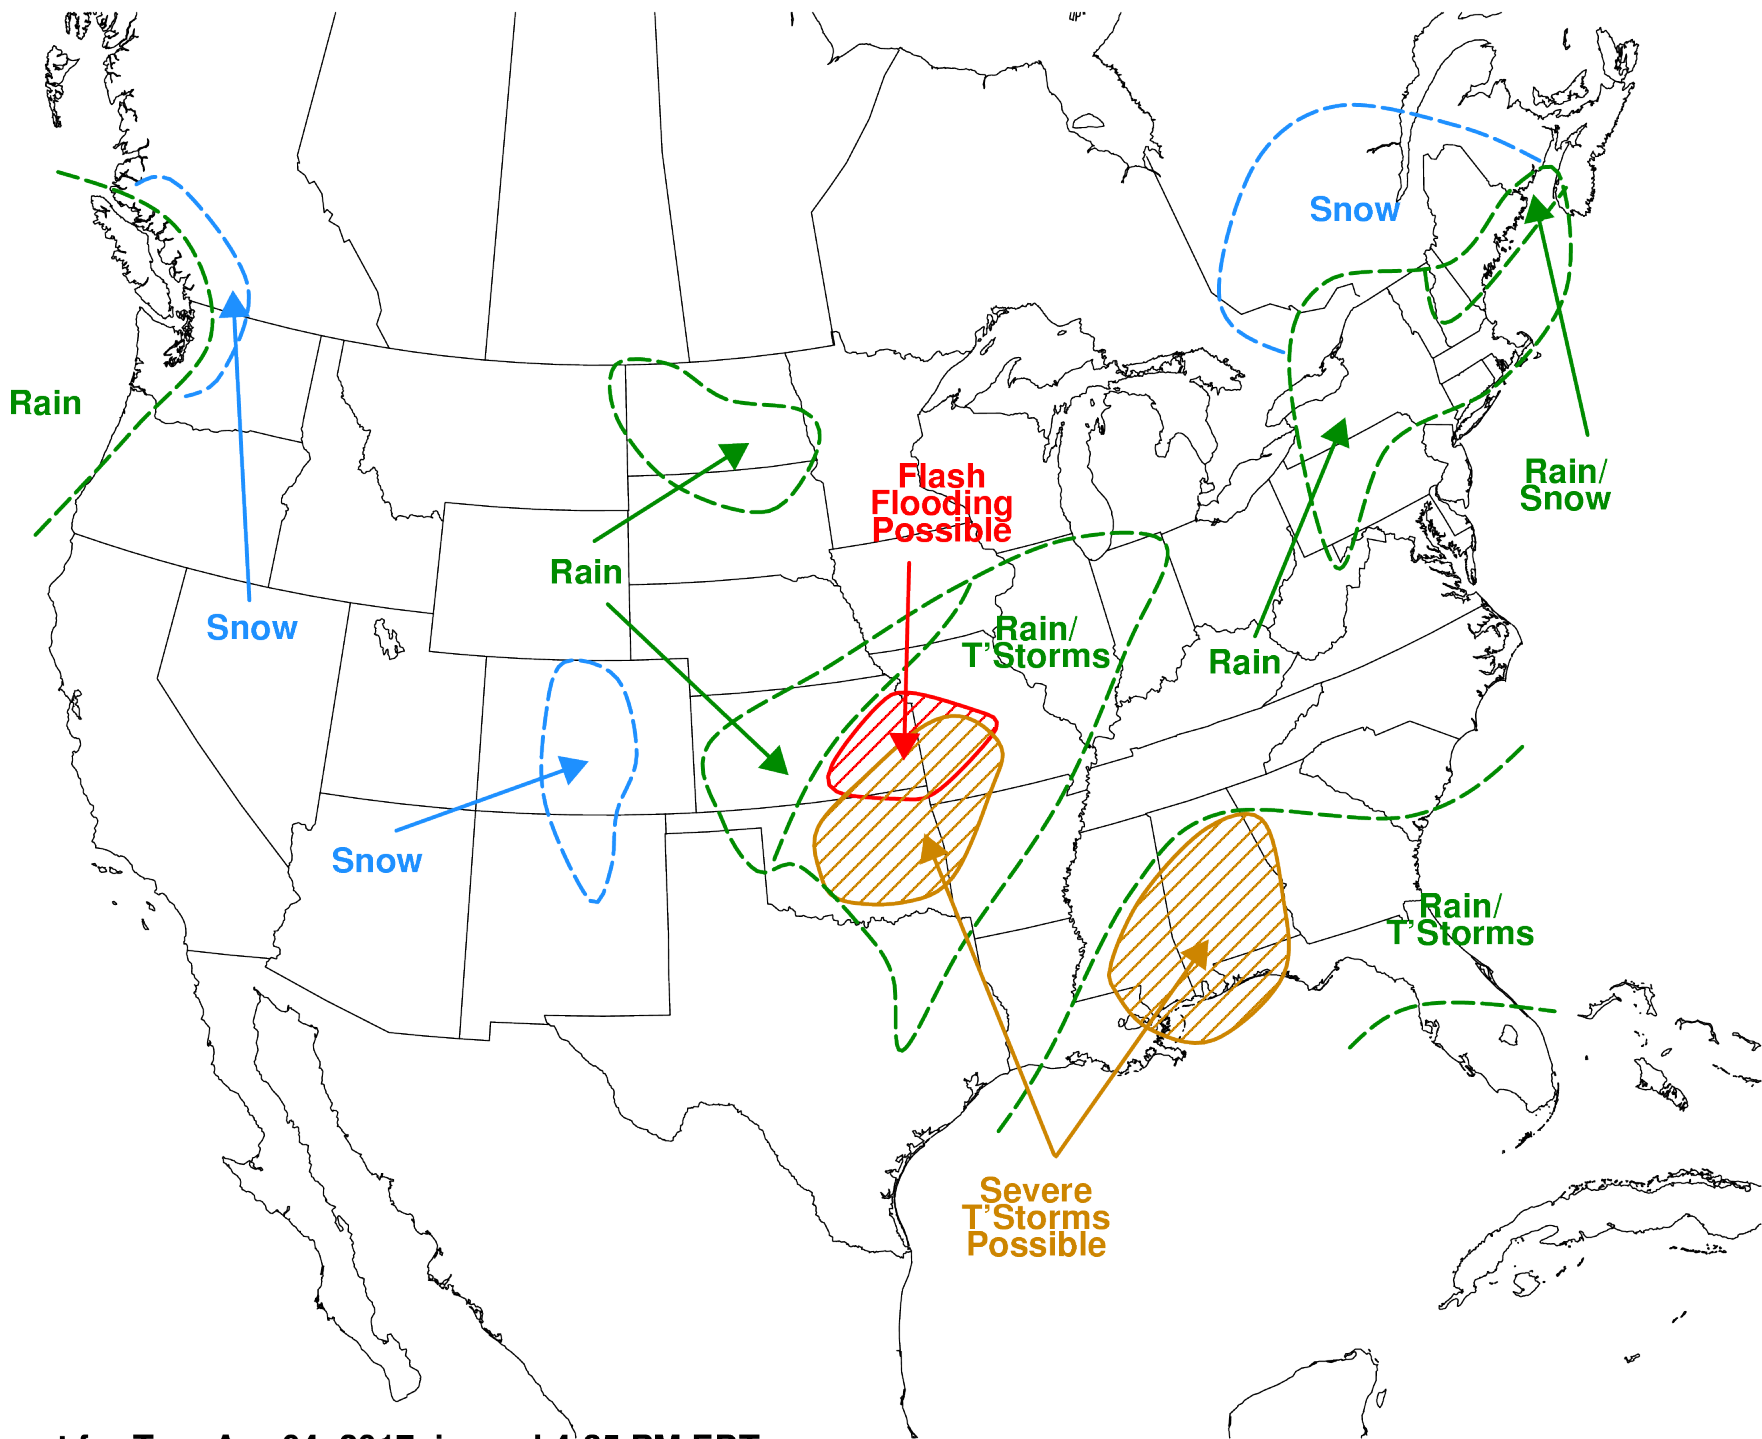 Snow
Rain
Flash
Flooding
Possible
Rain/
Snow
Rain
Snow
Rain/
T'Storms
Rain
Snow
Rain/
T'Storms
Severe
T'Storms
Possible